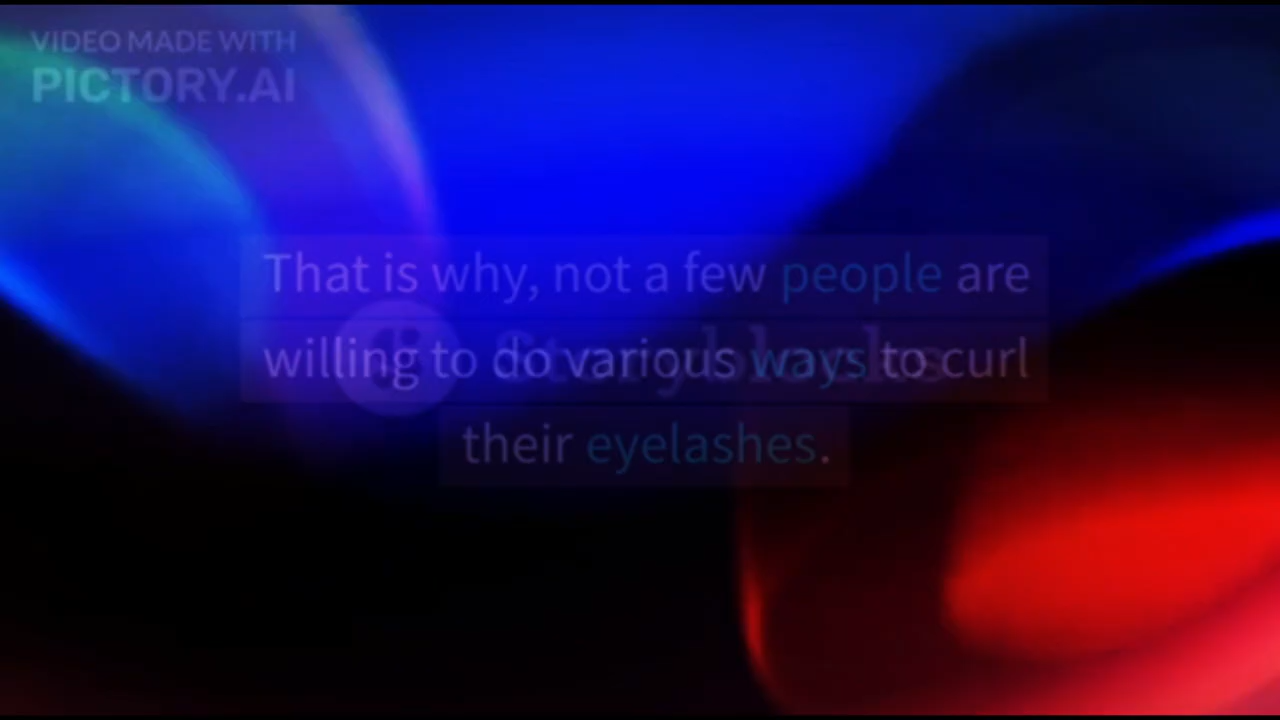 VIDEO MADE WITH
PICTORY.AI
That is why, not a few people are
willing to do various ways to curl
Storyblocks
their eyelashes.